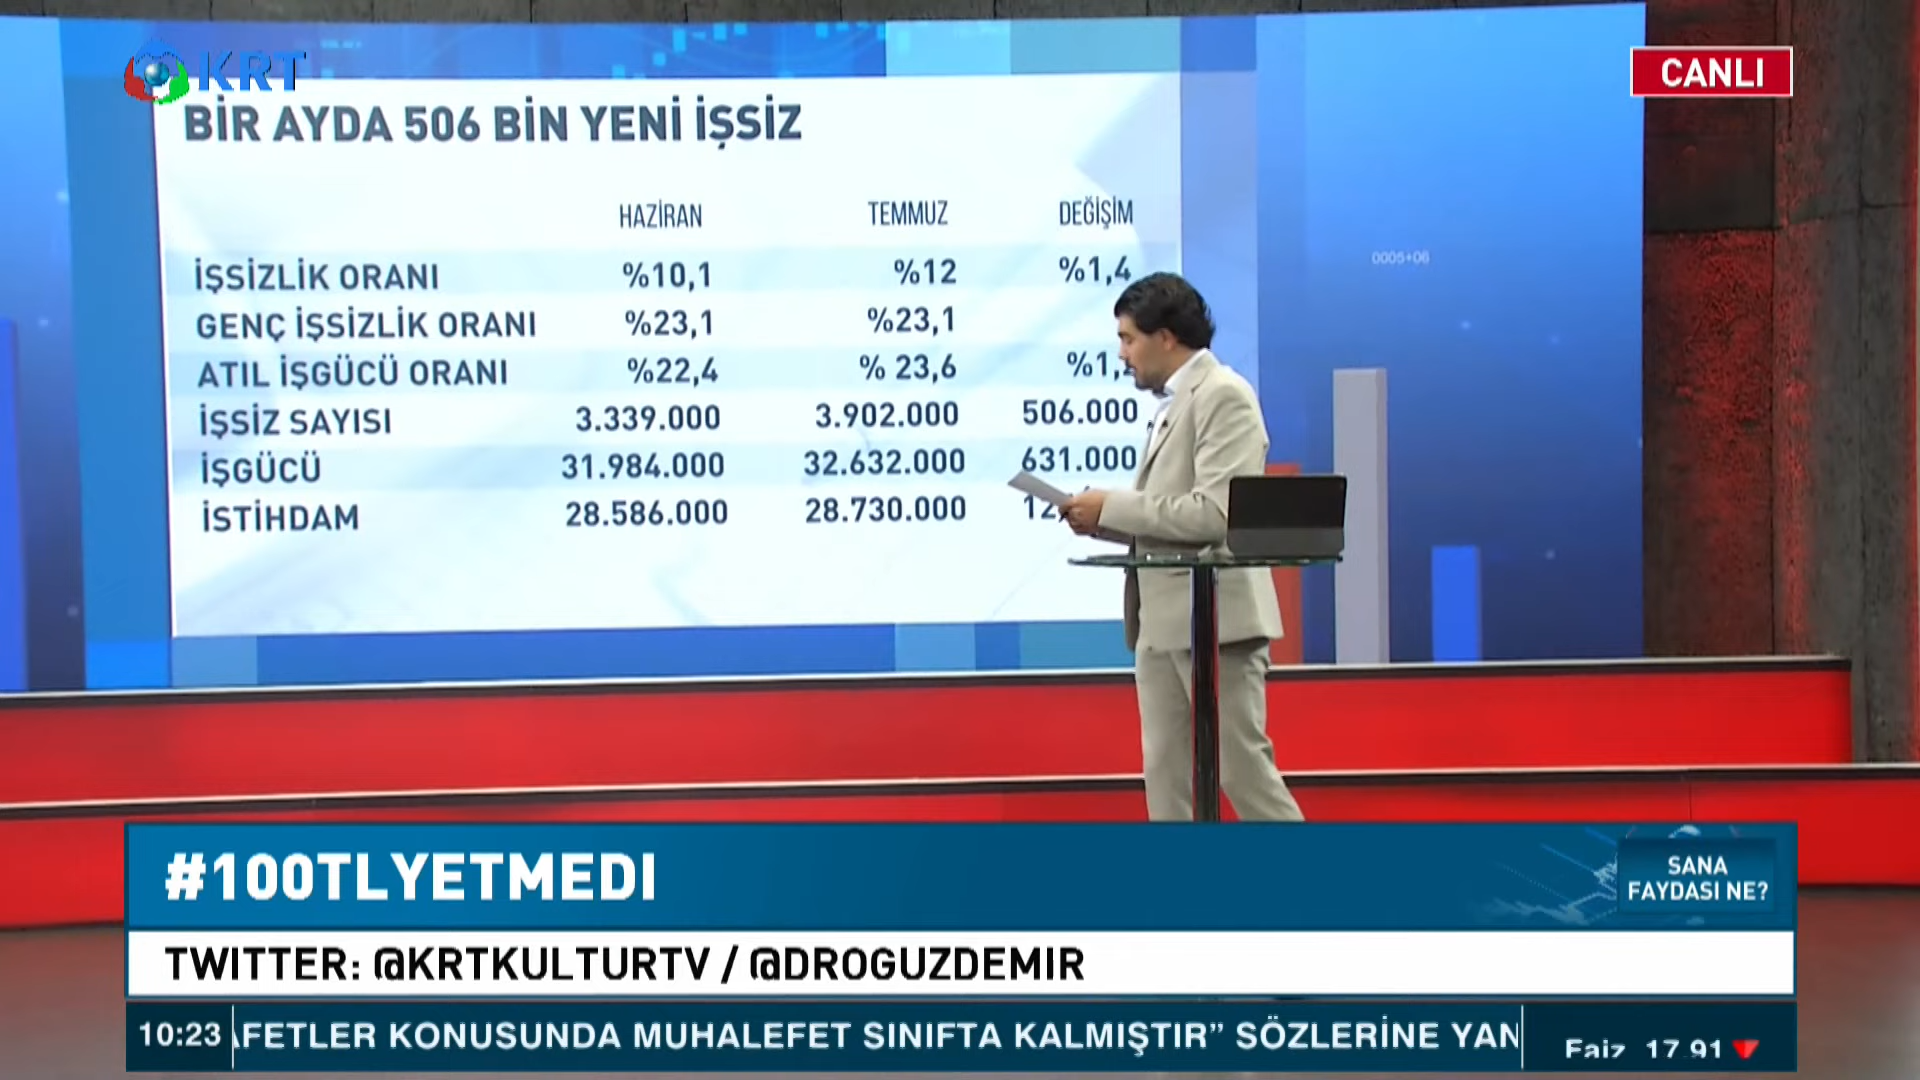 KRT
CANLI
BİR AYDA 506 BİN YENİ İŞSİZ
HAZİRAN TEMMUZ DEĞİŞİM
İŞSİZLİK ORANI %10,1 %12 %1,4
GENÇ İŞSİZLİK ORANI %23,1 %23,1
ATIL İŞGÜCÜ ORANI %22,4 % 23,6
İŞSİZ SAYISI 3.339.000 3.902.000 506.000
İŞGÜCÜ 31.984.000 32.632.000 631.000
İSTİHDAM 28.586.000 28.730.000
0005+06
#100TLYETMEDI
SANA
FAYDASI NE?
TWITTER: @KRTKULTURTV / @DROGUZDEMIR
10:23 AFETLER KONUSUNDA MUHALEFET SINIFTA KALMIŞTIR” SÖZLERİNE YAN
Faiz 17.91